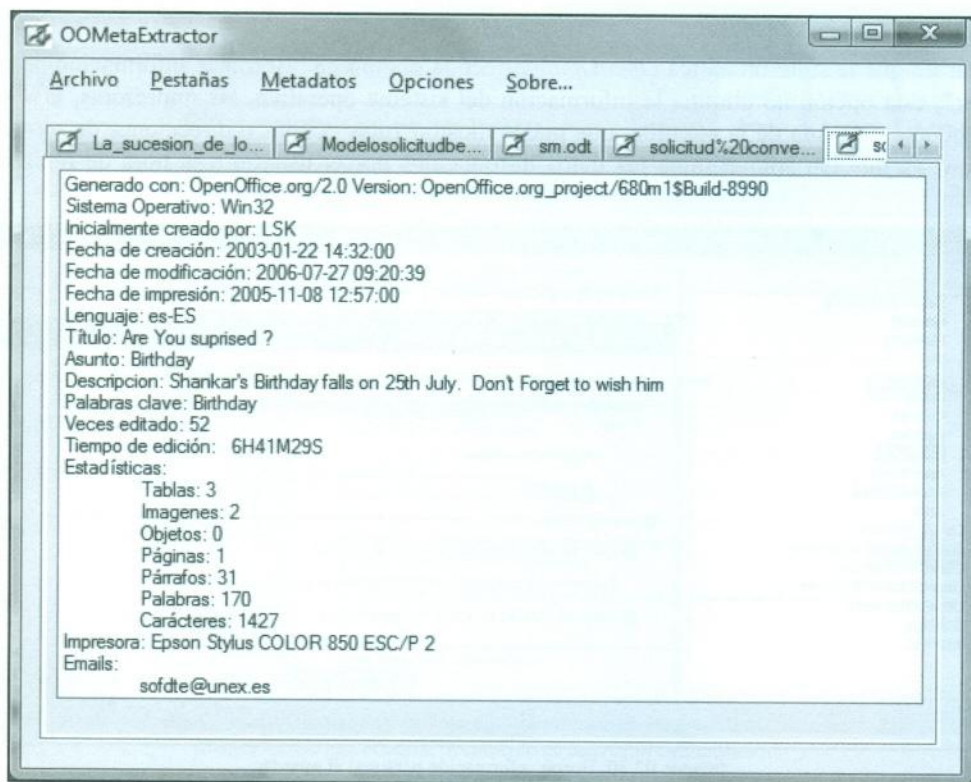 OOMetaExtractor
Archivo Pestañas Metadatos Opciones Sobre...
La_sucesion_de_lo... Modelosolicitudbe... sm.odt solicitud%20conve... so
Generado con: OpenOffice.org/2.0 Version: OpenOffice.org_project/680m1$Build-8990
Sistema Operativo: Win32
Inicialmente creado por: LSK
Fecha de creación: 2003-01-22 14:32:00
Fecha de modificación: 2006-07-27 09:20:39
Fecha de impresión: 2005-11-08 12:57:00
Lenguaje: es-ES
Título: Are You suprised ?
Asunto: Birthday
Descripcion: Shankar's Birthday falls on 25th July. Don't Forget to wish him
Palabras clave: Birthday
Veces editado: 52
Tiempo de edición: 6H41M29S
Estadísticas:
Tablas: 3
Imagenes: 2
Objetos: 0
Páginas: 1
Párrafos: 31
Palabras: 170
Carácteres: 1427
Impresora: Epson Stylus COLOR 850 ESC/P 2
Emails:
sofdte@unex.es